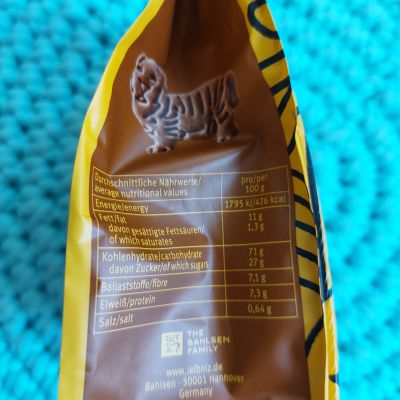 Durchschnittliche Nährwerte/ pro/per
average nutritional values 100 g
Energie/energy 1795 kJ/426 kcal
Fett/fat 11 g
davon gesättigte Fettsäuren/ 1,3 g
of which saturates
Kohlenhydrate/carbohydrate 71 g
davon Zucker/of which sugars 27 g
Ballaststoffe/fibre 7,1 g
Eiweiß/protein 7,3 g
Salz/salt 0,64 g
THE
BAHLSEN
FAMILY
www.leibniz.de
Bahlsen · 30001 Hannover
Germany